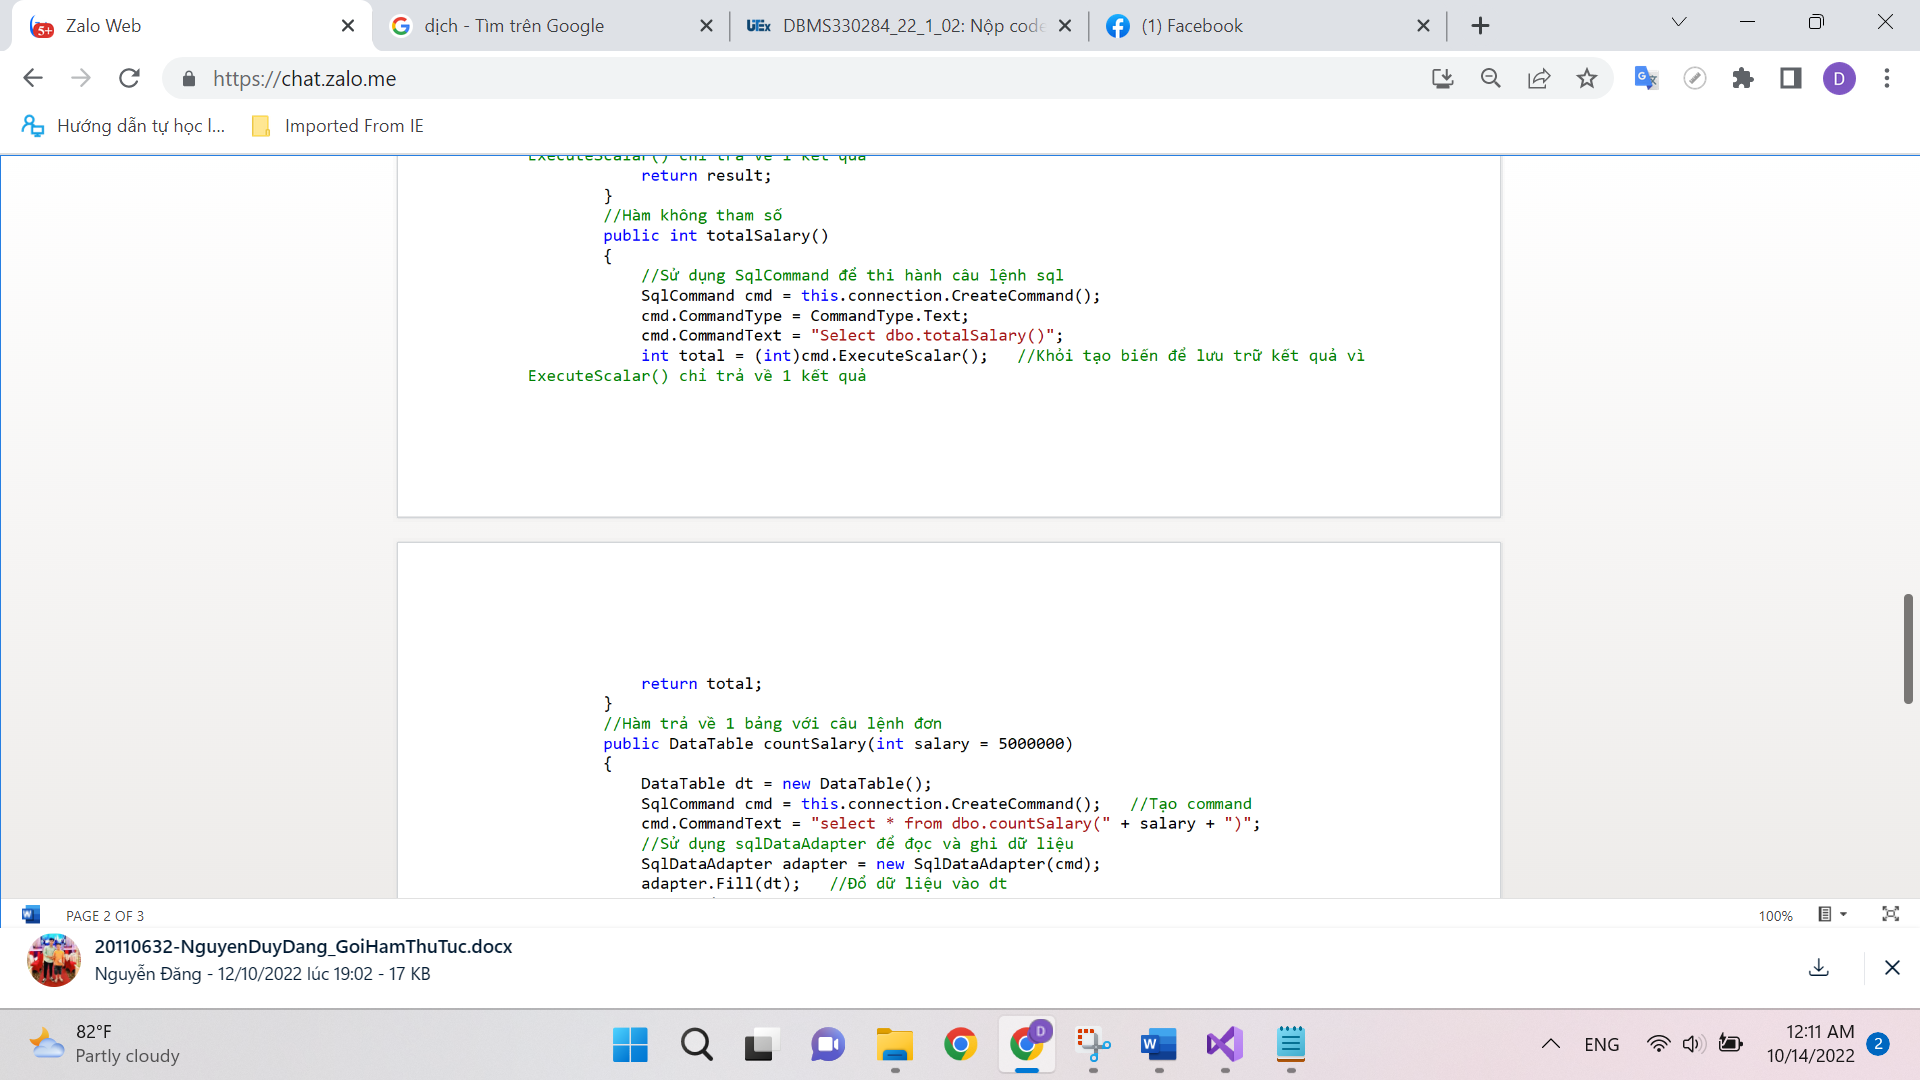 5+
Zalo Web
dịch - Tìm trên Google
UTEx
DBMS330284_22_1_02: Nộp code
(1) Facebook
https://chat.zalo.me
D
Hướng dẫn tự học l...
Imported From IE
ExecuteScalar() chỉ trả về 1 kết quả
return result;
}
//Hàm không tham số
public int totalSalary()
{
//Sử dụng SqlCommand để thi hành câu lệnh sql
SqlCommand cmd = this.connection.CreateCommand();
cmd.CommandType = CommandType.Text;
cmd.CommandText = "Select dbo.totalSalary()";
int total = (int)cmd.ExecuteScalar(); //Khỏi tạo biến để lưu trữ kết quả vì
ExecuteScalar() chỉ trả về 1 kết quả
return total;
}
//Hàm trả về 1 bảng với câu lệnh đơn
public DataTable countSalary(int salary = 5000000)
{
DataTable dt = new DataTable();
SqlCommand cmd = this.connection.CreateCommand(); //Tạo command
cmd.CommandText = "select * from dbo.countSalary(" + salary + ")";
//Sử dụng sqlDataAdapter để đọc và ghi dữ liệu
SqlDataAdapter adapter = new SqlDataAdapter(cmd);
adapter.Fill(dt); //Đổ dữ liệu vào dt
PAGE 2 OF 3
100%
20110632-NguyenDuyDang_GoiHamThuTuc.docx
Nguyễn Đăng - 12/10/2022 lúc 19:02 - 17 KB
82°F
Partly cloudy
D
ENG
12:11 AM
10/14/2022
2